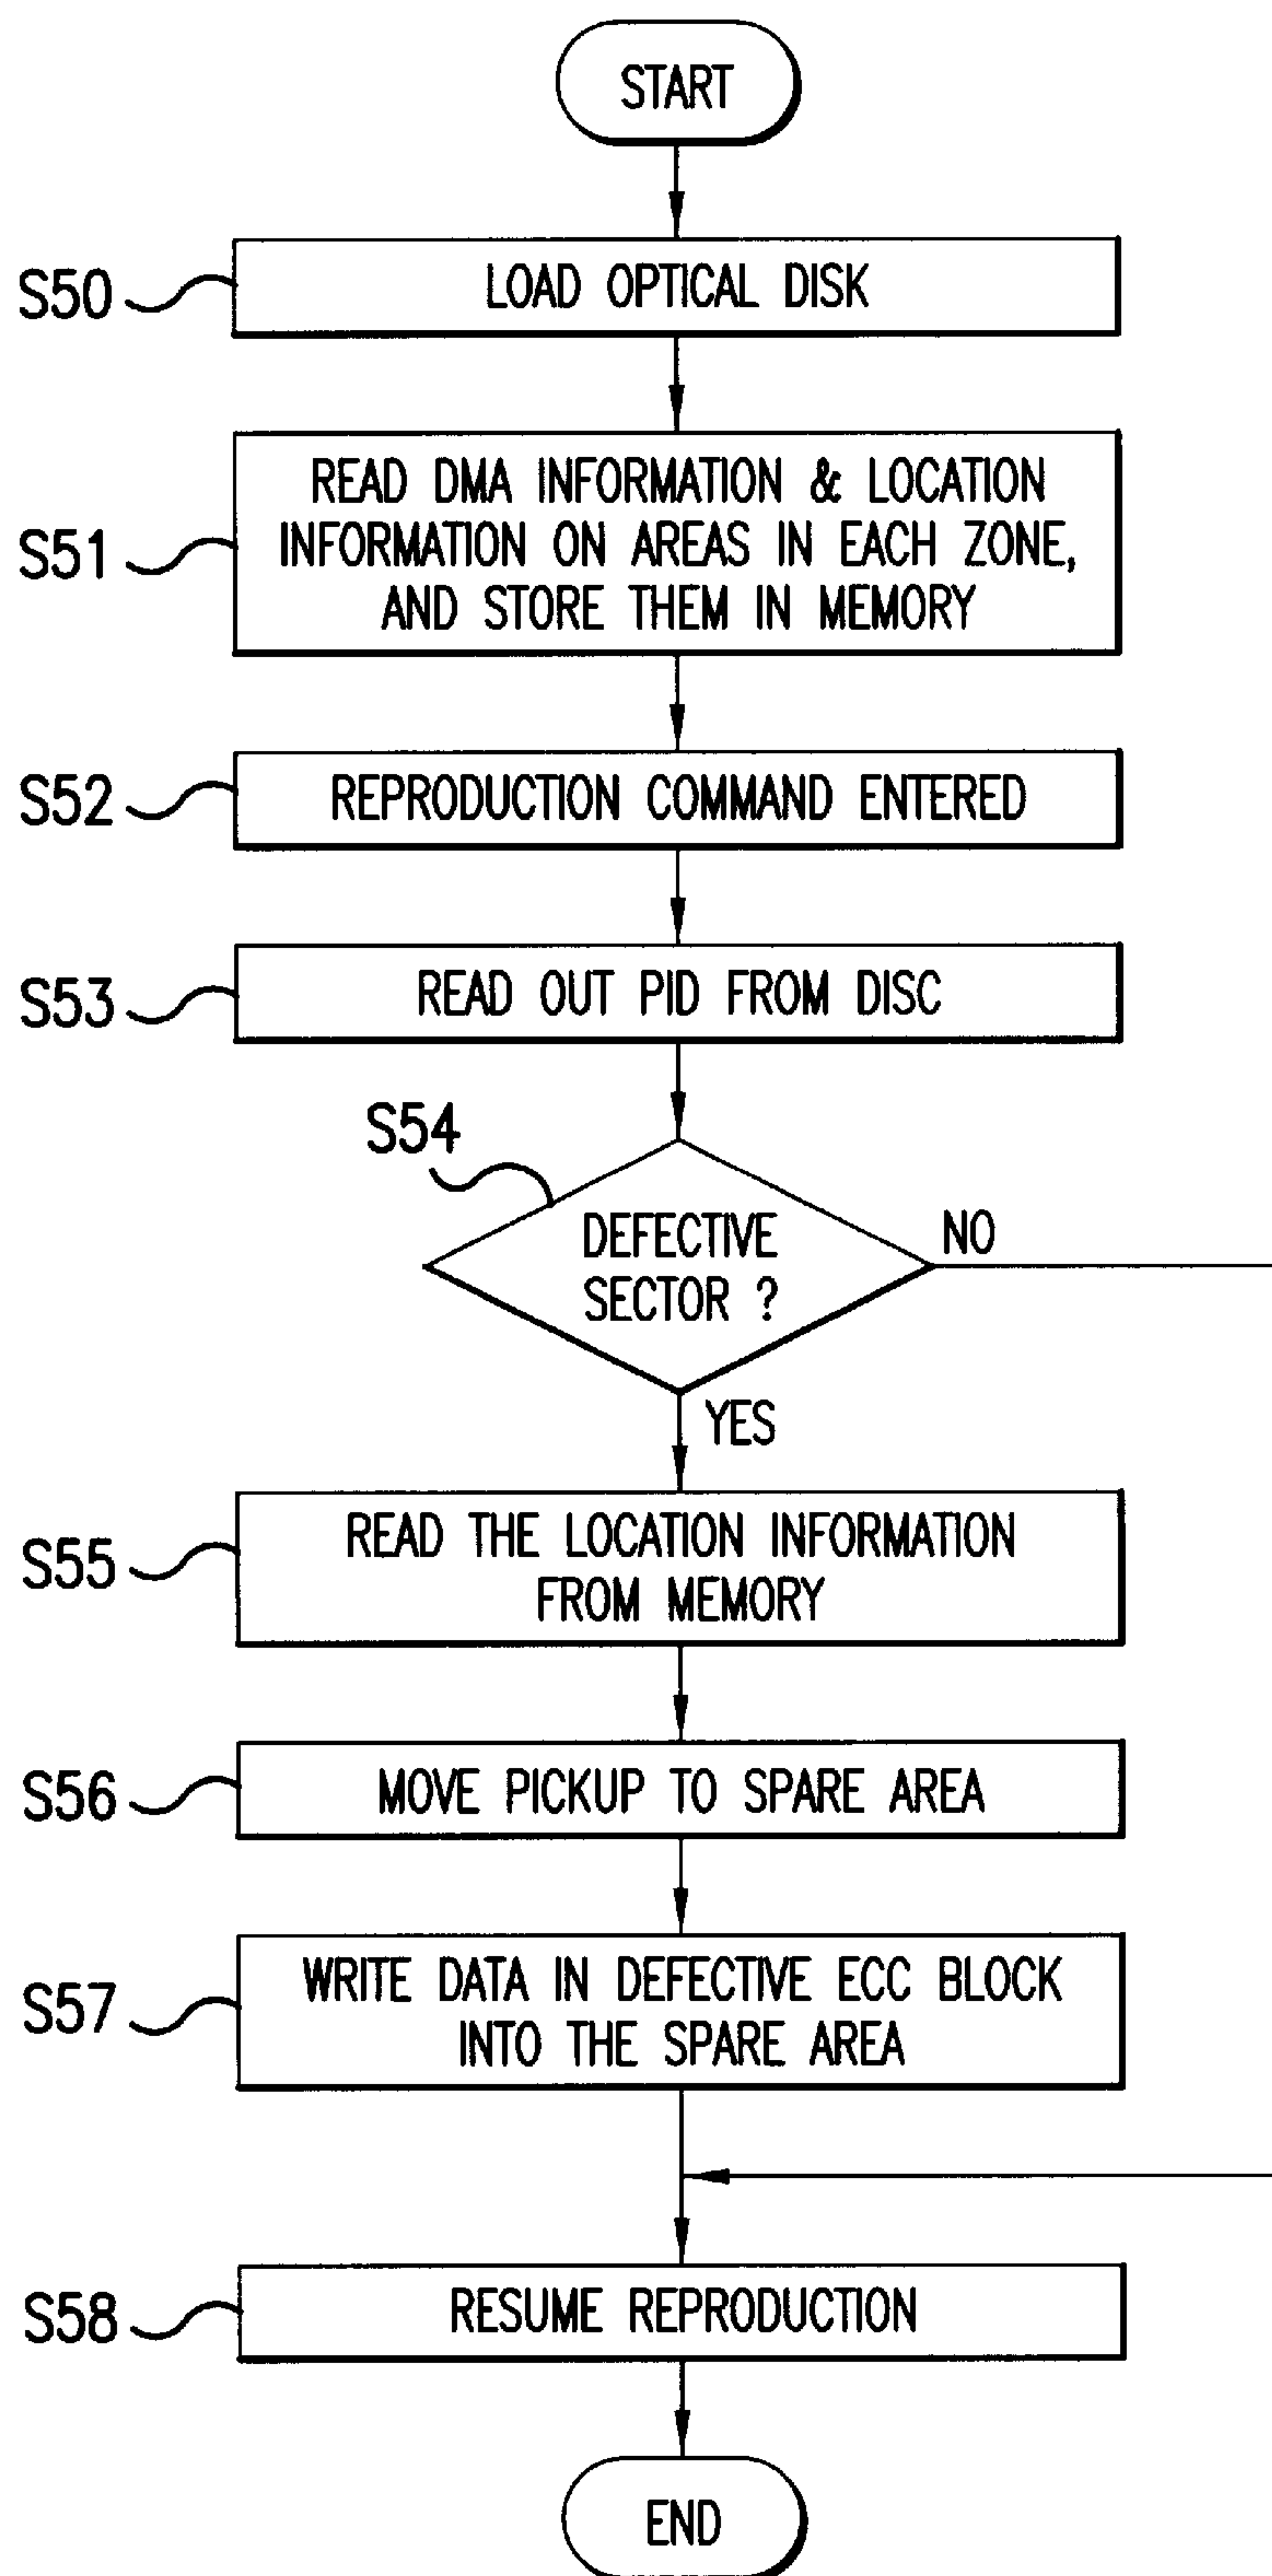 START
S50
LOAD OPTICAL DISK
S51
READ DMA INFORMATION & LOCATION
INFORMATION ON AREAS IN EACH ZONE,
AND STORE THEM IN MEMORY
S52
REPRODUCTION COMMAND ENTERED
S53
READ OUT PID FROM DISC
S54
DEFECTIVE
SECTOR ?
NO
YES
S55
READ THE LOCATION INFORMATION
FROM MEMORY
S56
MOVE PICKUP TO SPARE AREA
S57
WRITE DATA IN DEFECTIVE ECC BLOCK
INTO THE SPARE AREA
S58
RESUME REPRODUCTION
END